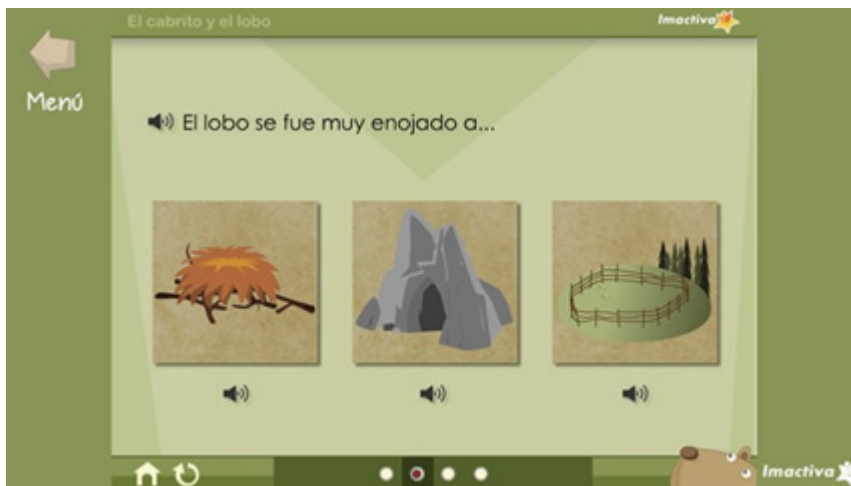 El cabrito y el lobo
Imactiva
Menú
El lobo se fue muy enojado a...
Imactiva